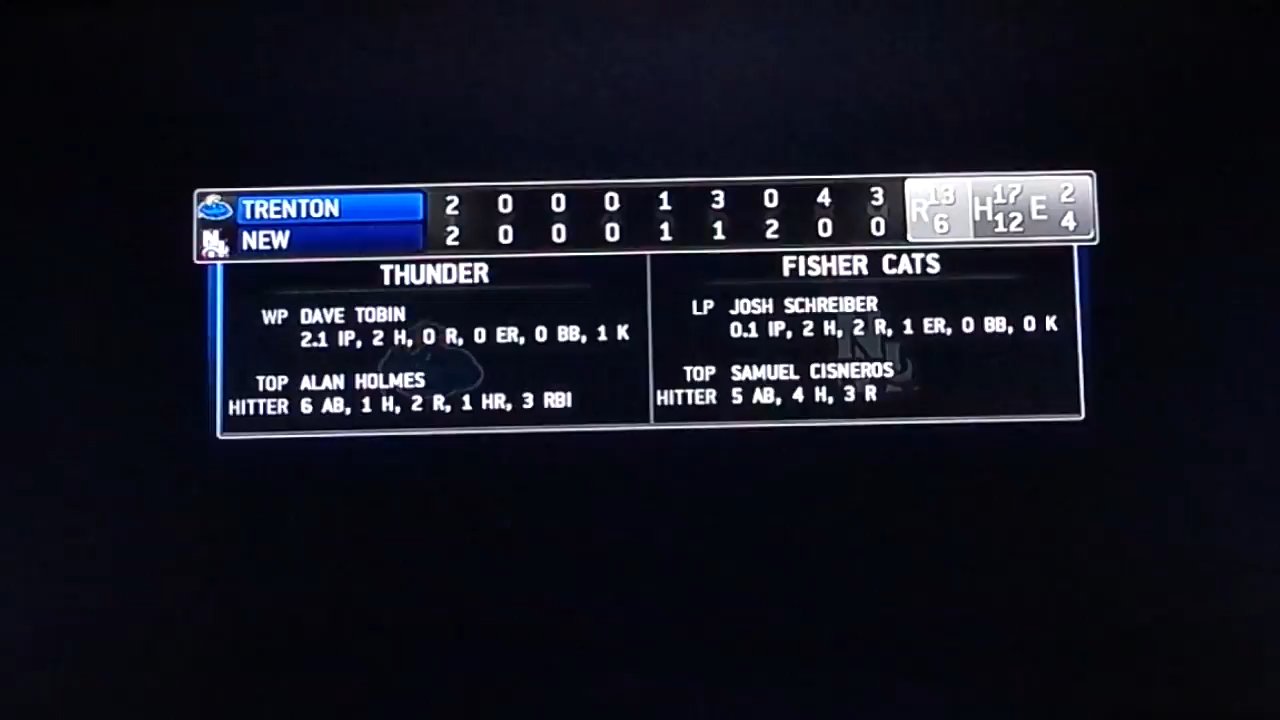 TRENTON 2 0 0 0 1 3 0 4 3 R 13 H 17 E 2
NEW 2 0 0 0 1 1 2 0 0 6 12 4
THUNDER
WP DAVE TOBIN
2.1 IP, 2 H, 0 R, 0 ER, 0 BB, 1 K
TOP ALAN HOLMES
HITTER 6 AB, 1 H, 2 R, 1 HR, 3 RBI
FISHER CATS
LP JOSH SCHREIBER
0.1 IP, 2 H, 2 R, 1 ER, 0 BB, 0 K
TOP SAMUEL CISNEROS
HITTER 5 AB, 4 H, 3 R